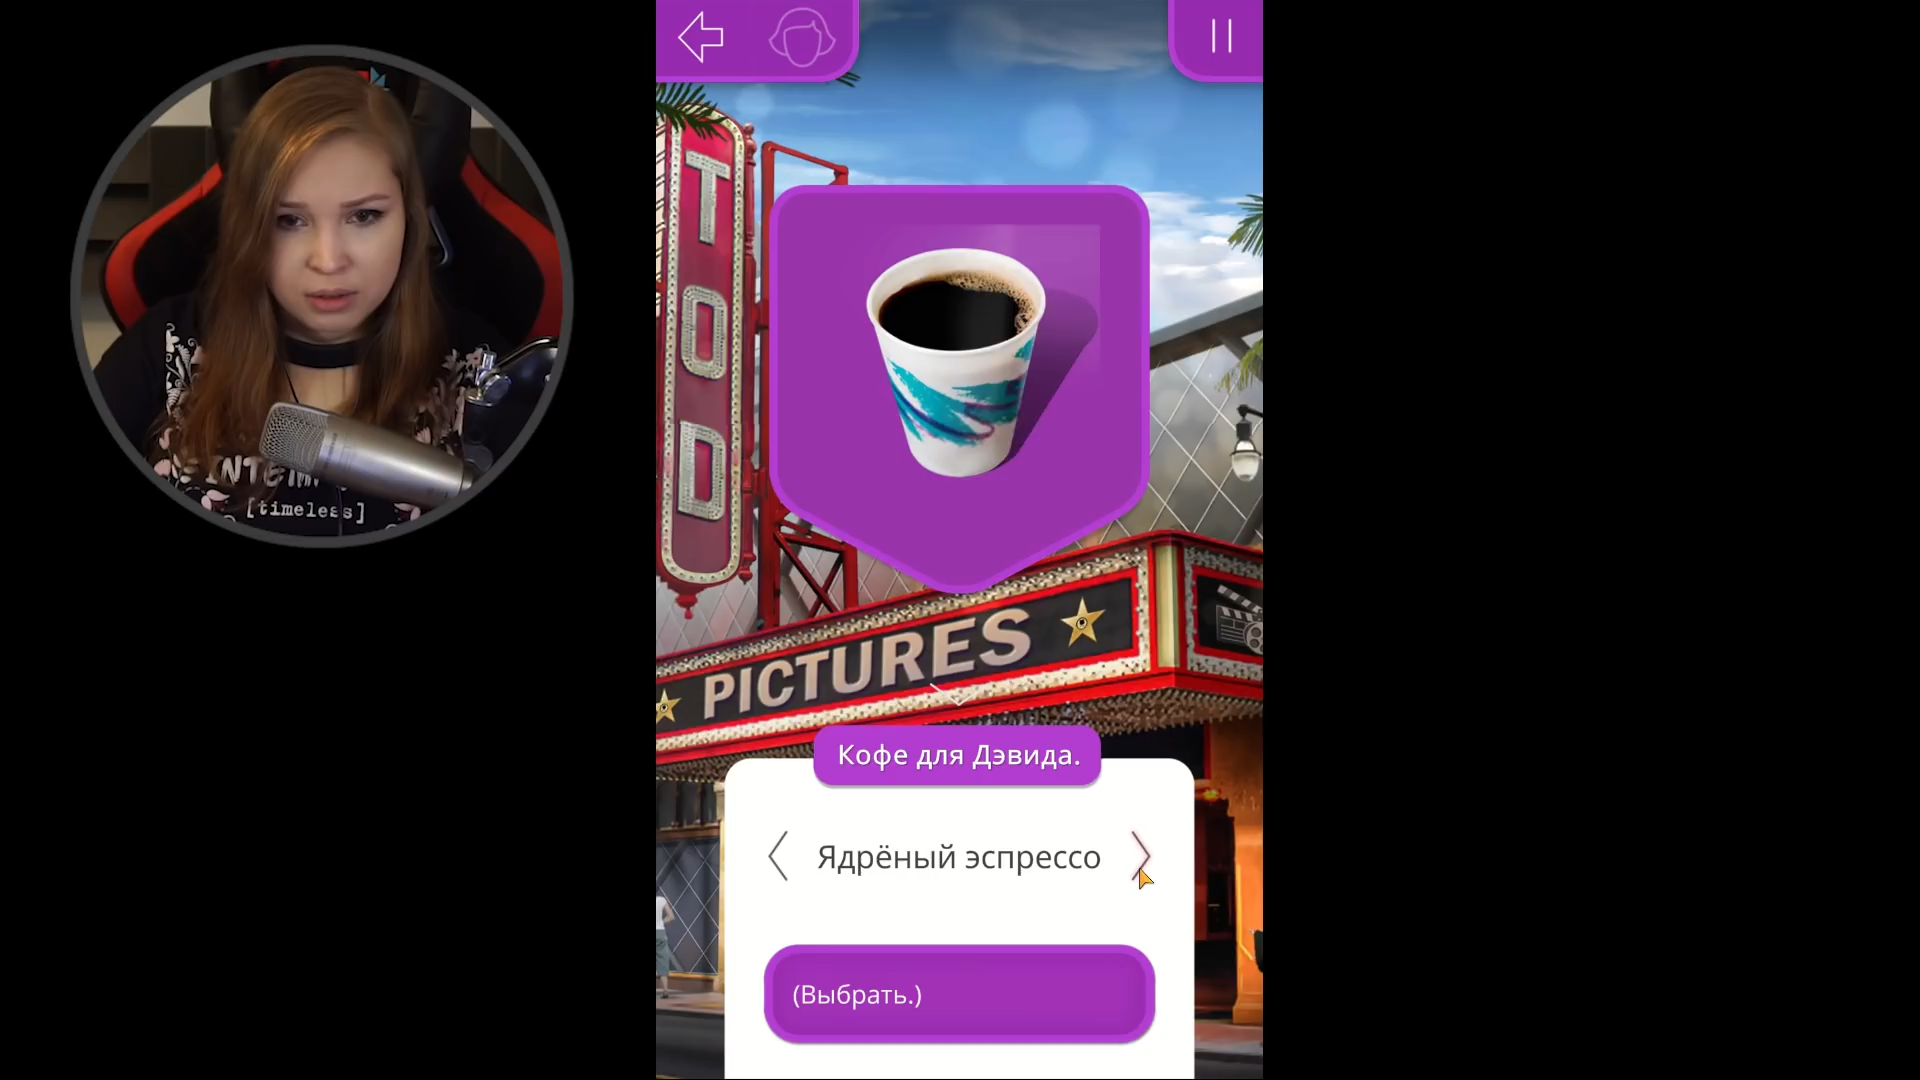 TOD
PICTURES
Кофе для Дэвида.
Ядрёный эспрессо
(Выбрать.)
[timeless]